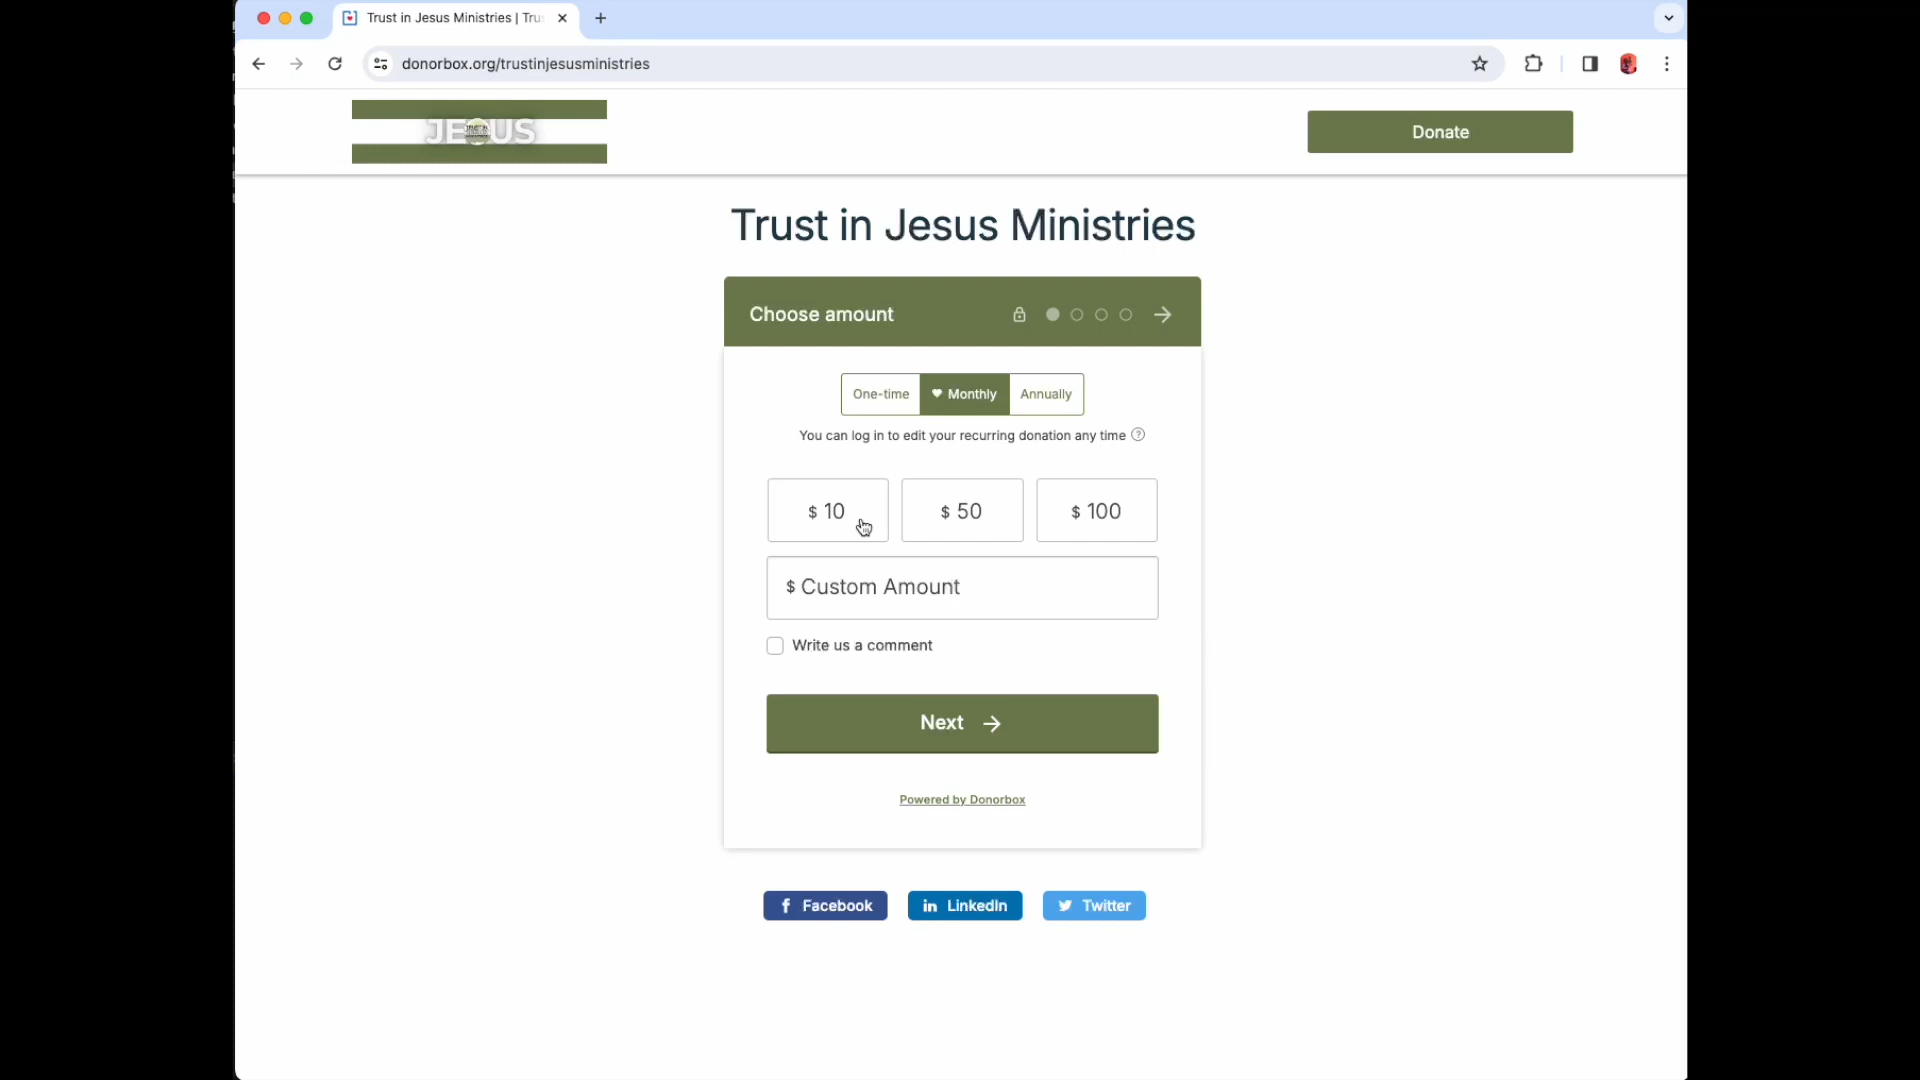 Trust in Jesus Ministries | Tru
donorbox.org/trustinjesusministries
JESUS
Donate
Trust in Jesus Ministries
Choose amount
One-time
Monthly
Annually
You can log in to edit your recurring donation any time
$ 10
$ 50
$ 100
$ Custom Amount
Write us a comment
Next
Powered by Donorbox
Facebook
LinkedIn
Twitter